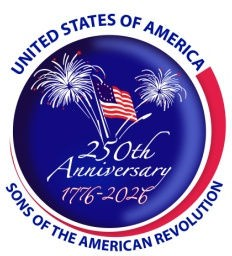 UNITED STATES OF AMERICA
250th
Anniversary
1776-2026
SONS OF THE AMERICAN REVOLUTION